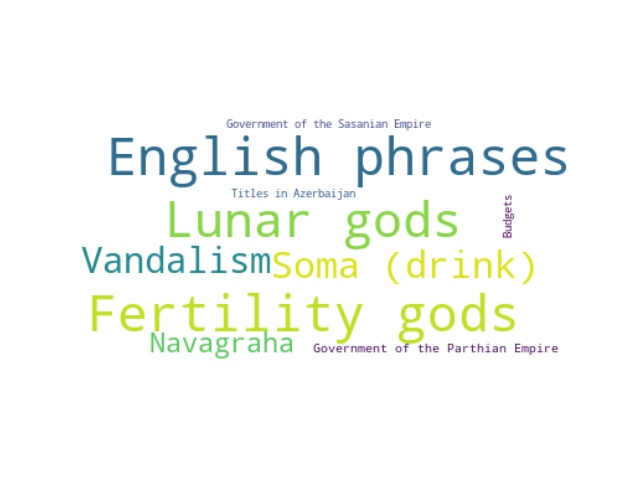 Government of the Sasanian Empire
English phrases
Titles in Azerbaijan
Lunar gods
Budgets
Vandalism
Soma (drink)
Fertility gods
Navagraha
Government of the Parthian Empire